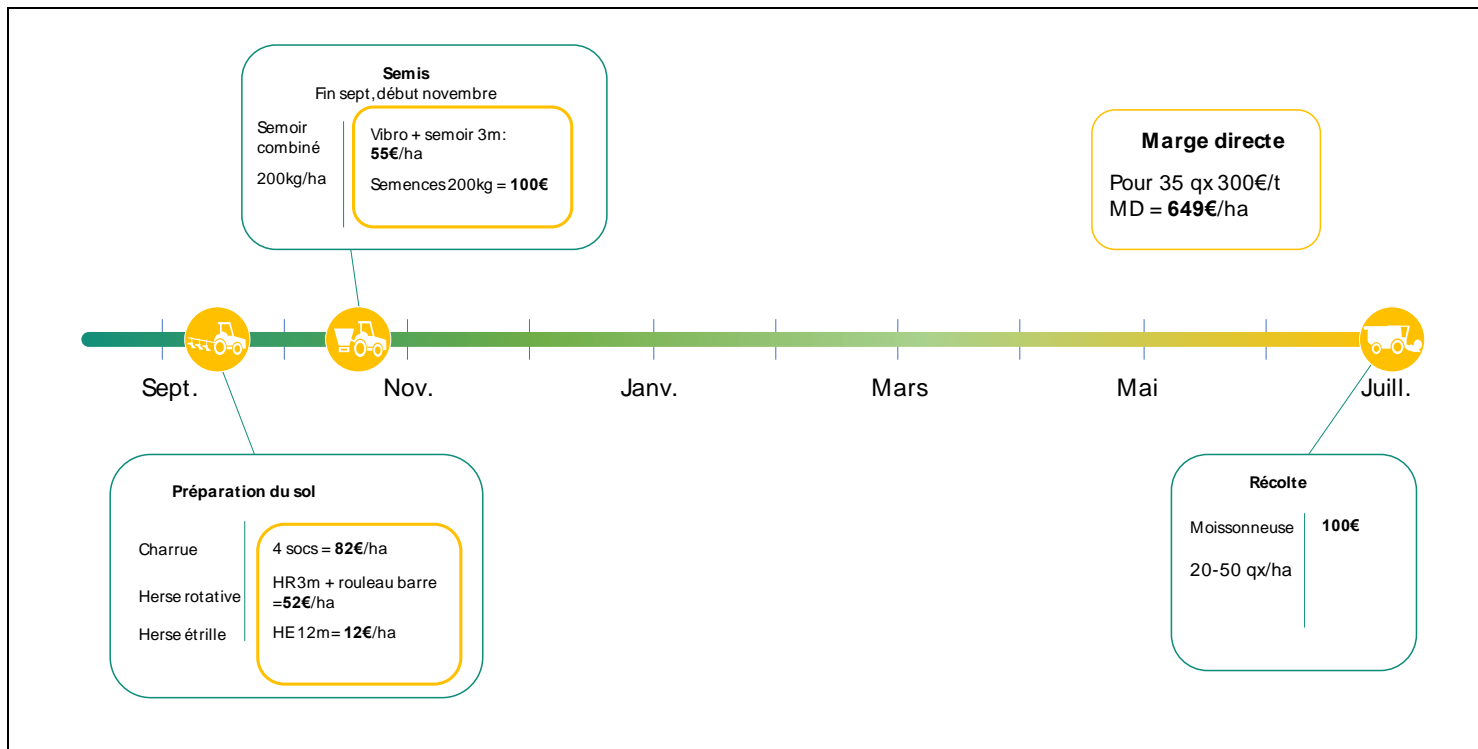 Semis
Fin sept, début novembre
Semoir
combiné
200kg/ha
Vibro + semoir 3m:
55€/ha
Semences 200kg = 100€
Marge directe
Pour 35 qx 300€/t
MD = 649€/ha
Sept.
Nov.
Janv.
Mars
Mai
Juill.
Préparation du sol
Charrue
Herse rotative
Herse étrille
4 socs = 82€/ha
HR3m + rouleau barre
=52€/ha
HE 12m= 12€/ha
Récolte
Moissonneuse
20-50 qx/ha
100€